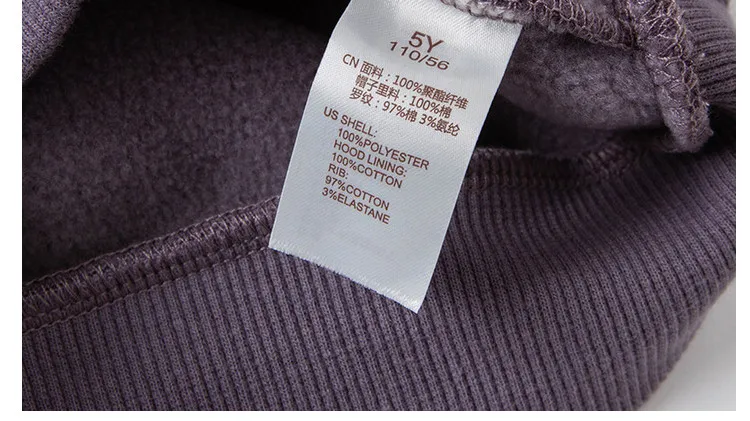 5Y
110/56
CN 面料：100%聚酯纤维
帽子里料：100%棉
罗纹：97%棉 3%氨纶
US SHELL:
100%POLYESTER
HOOD LINING:
100%COTTON
RIB:
97%COTTON
3%ELASTANE